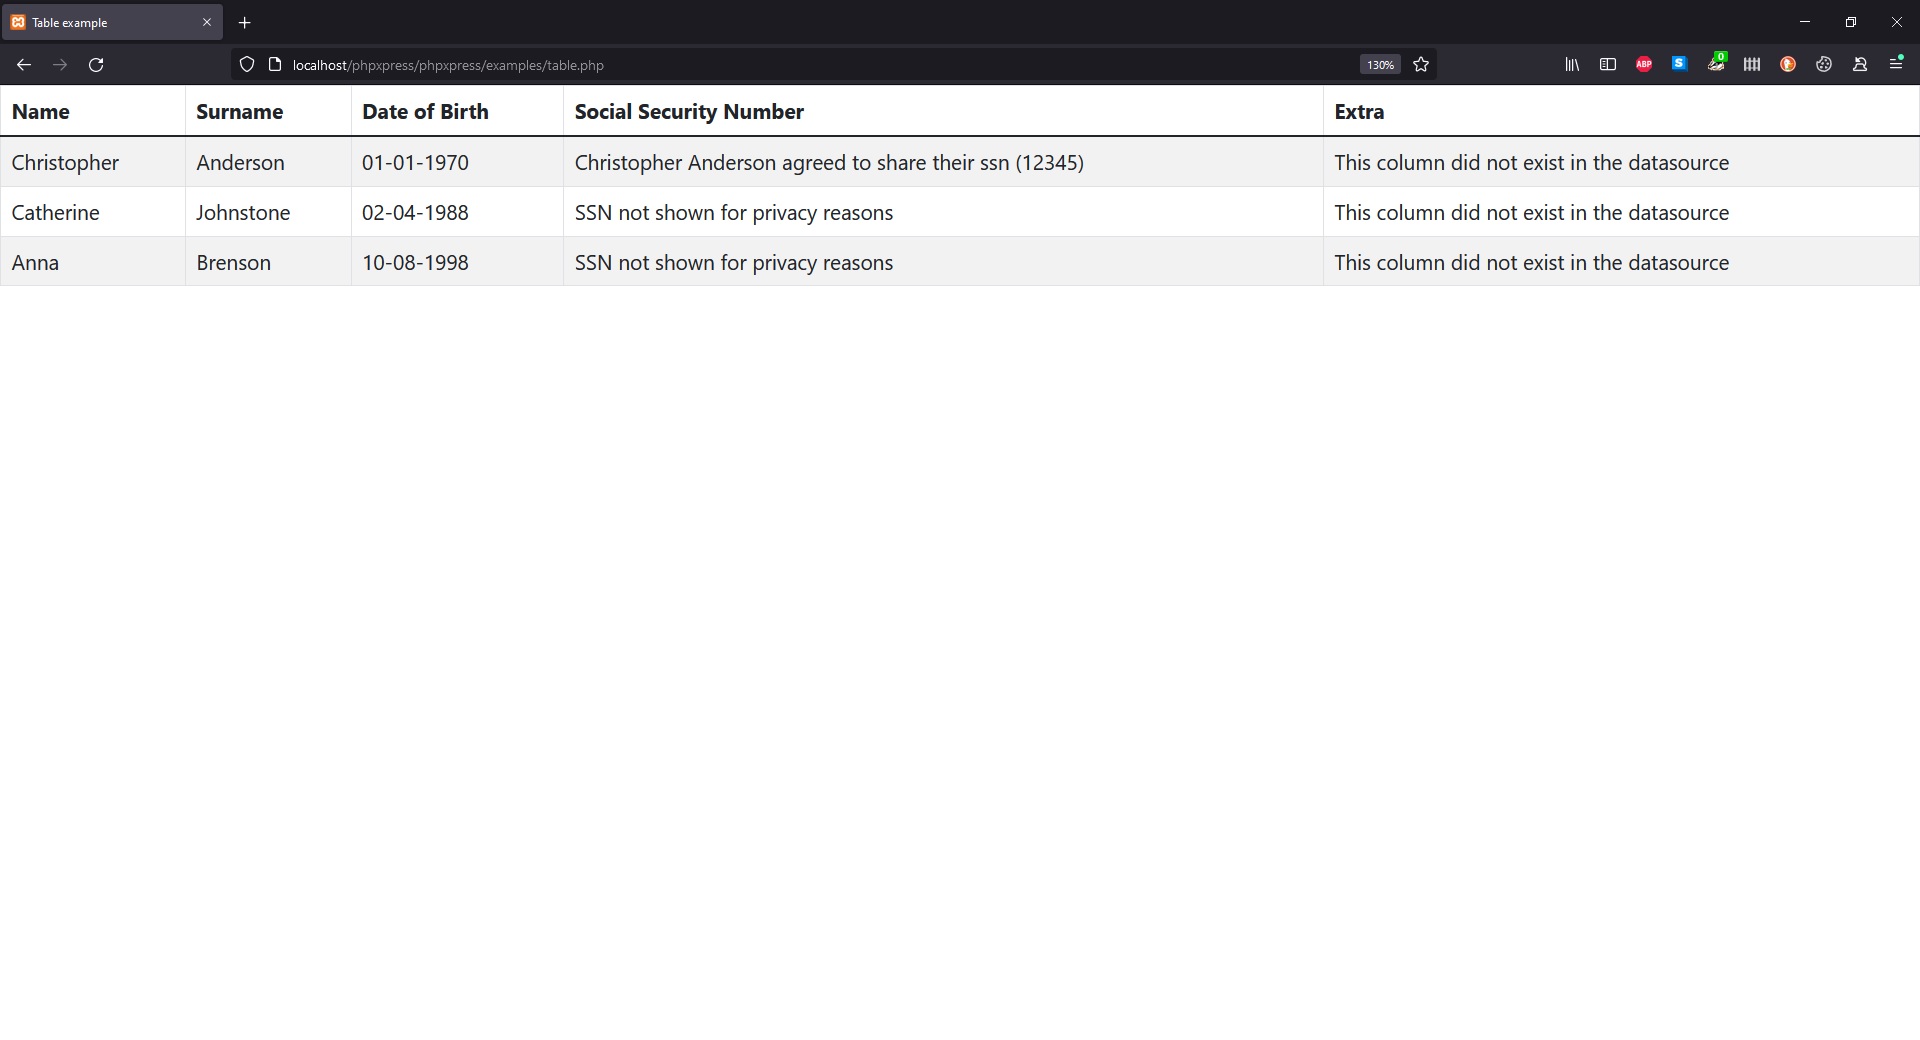 Table example
localhost/phpxpress/phpxpress/examples/table.php 130% ABP S 0
Name Surname Date of Birth Social Security Number Extra
Christopher Anderson 01-01-1970 Christopher Anderson agreed to share their ssn (12345) This column did not exist in the datasource
Catherine Johnstone 02-04-1988 SSN not shown for privacy reasons This column did not exist in the datasource
Anna Brenson 10-08-1998 SSN not shown for privacy reasons This column did not exist in the datasource